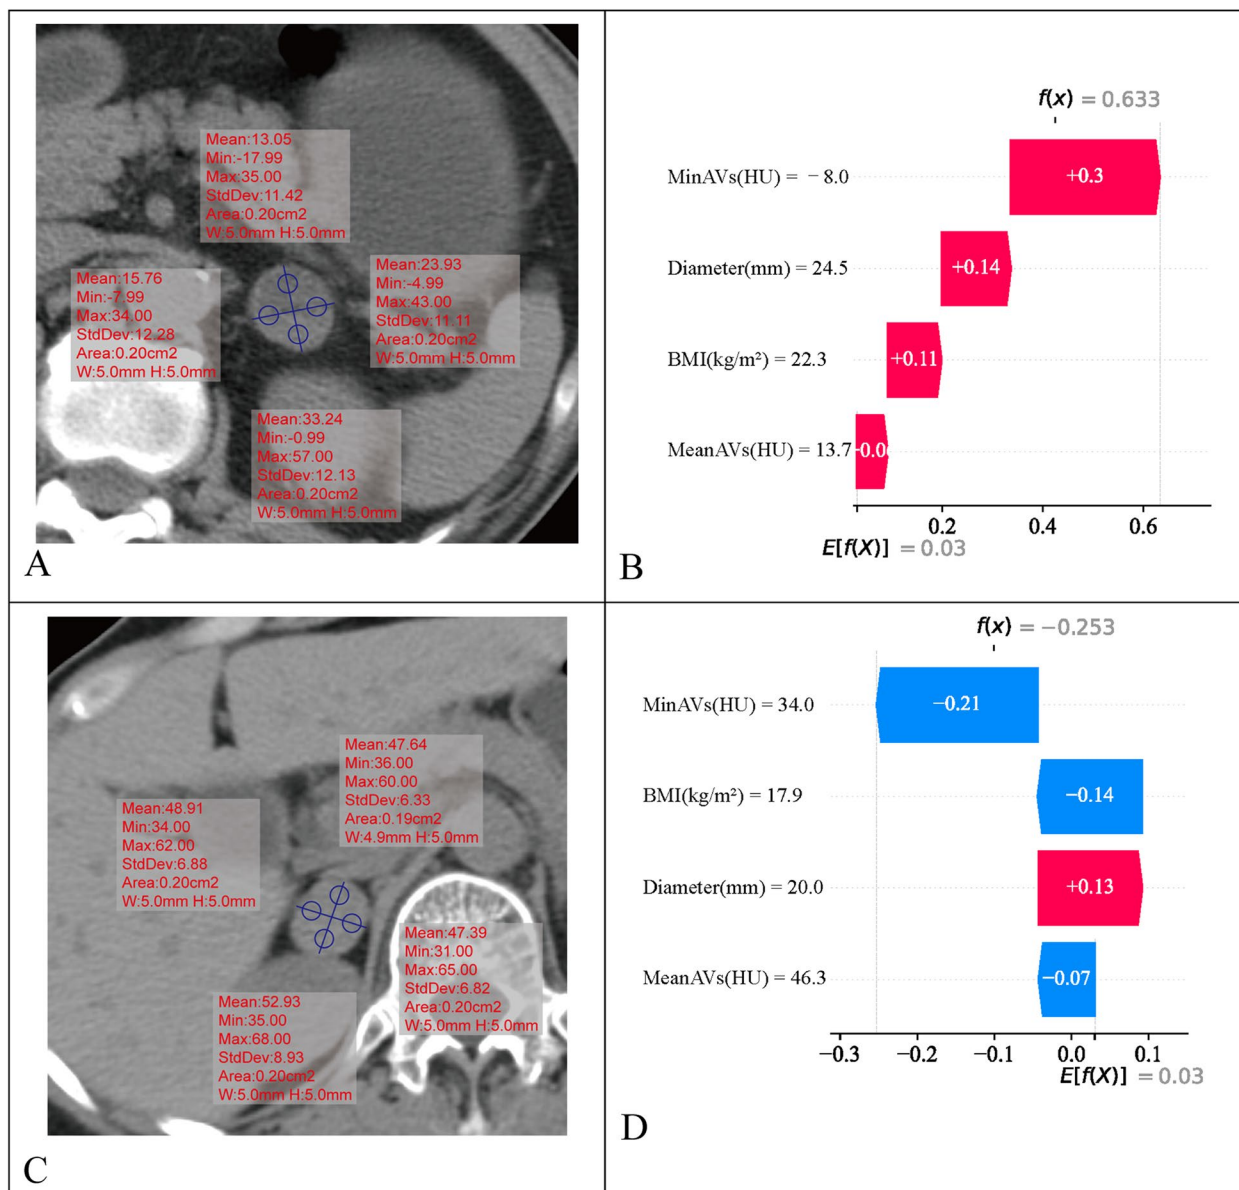 Mean:13.05
Min:-17.99
Max:35.00
StdDev:11.42
Area:0.20cm2
W:5.0mm H:5.0mm
Mean:15.76
Min:-7.99
Max:34.00
StdDev:12.28
Area:0.20cm2
W:5.0mm H:5.0mm
Mean:23.93
Min:-4.99
Max:43.00
StdDev:11.11
Area:0.20cm2
W:5.0mm H:5.0mm
Mean:33.24
Min:-0.99
Max:57.00
StdDev:12.13
Area:0.20cm2
W:5.0mm H:5.0mm
A
f(x) = 0.633
MinAVs(HU) = −8.0
+0.3
Diameter(mm) = 24.5
+0.14
BMI(kg/m²) = 22.3
+0.11
MeanAVs(HU) = 13.7
0.2 0.4 0.6
E[f(X)] = 0.03
B
Mean:47.64
Min:36.00
Max:60.00
StdDev:6.33
Area:0.19cm2
W:4.9mm H:5.0mm
Mean:48.91
Min:34.00
Max:62.00
StdDev:6.88
Area:0.20cm2
W:5.0mm H:5.0mm
Mean:47.39
Min:31.00
Max:65.00
StdDev:6.82
Area:0.20cm2
W:5.0mm H:5.0mm
Mean:52.93
Min:35.00
Max:68.00
StdDev:8.93
Area:0.20cm2
W:5.0mm H:5.0mm
C
f(x) = −0.253
MinAVs(HU) = 34.0
−0.21
BMI(kg/m²) = 17.9
−0.14
Diameter(mm) = 20.0
+0.13
MeanAVs(HU) = 46.3
−0.07
−0.3 −0.2 −0.1 0.0 0.1
E[f(X)] = 0.03
D